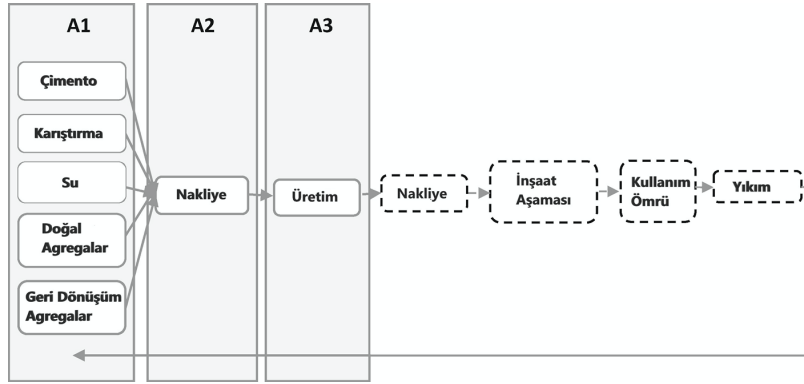 A1
A2
A3
Çimento
Karıştırma
Su
Doğal
Agregalar
Geri Dönüşüm
Agregalar
Nakliye
Üretim
Nakliye
İnşaat
Aşaması
Kullanım
Ömrü
Yıkım